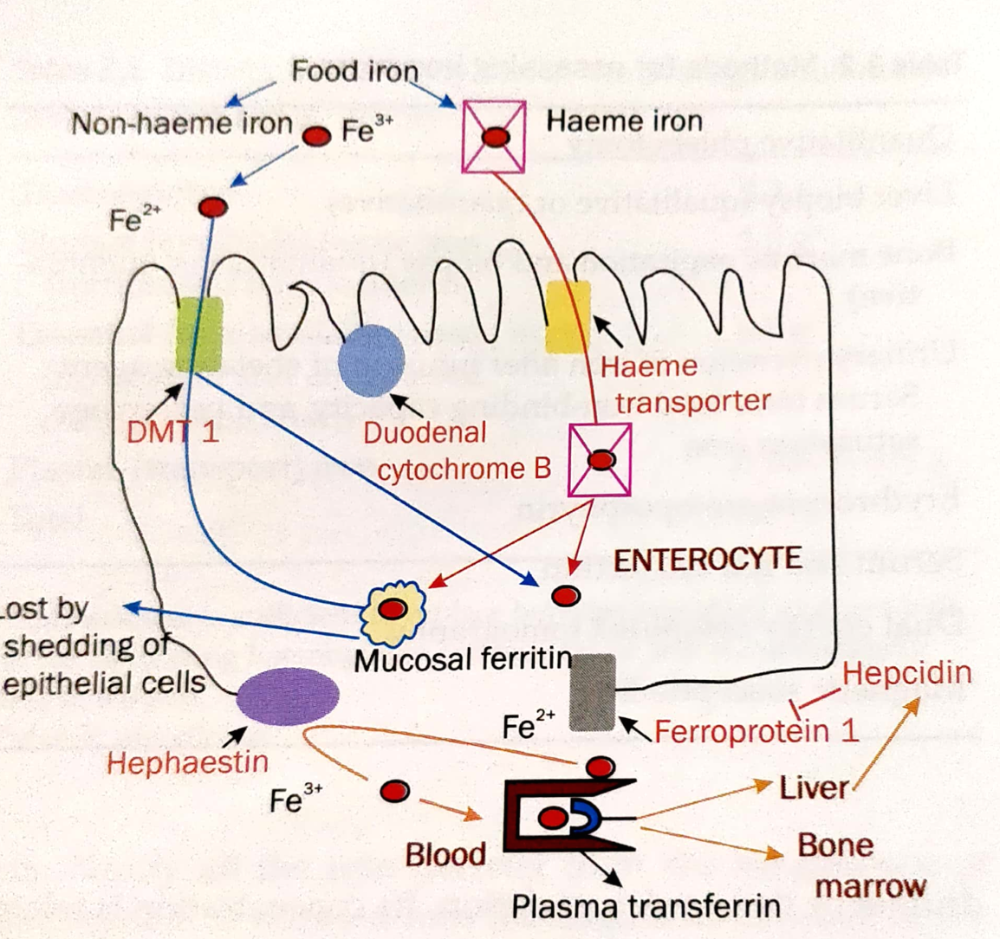 Food iron
Non-haeme iron
Fe3+
Haeme iron
Fe2+
Haeme
transporter
DMT 1
Duodenal
cytochrome B
ENTEROCYTE
Lost by
shedding of
epithelial cells
Mucosal ferritin
Hepcidin
Fe2+
Ferroprotein 1
Hephaestin
Fe3+
Liver
Blood
Bone
marrow
Plasma transferrin